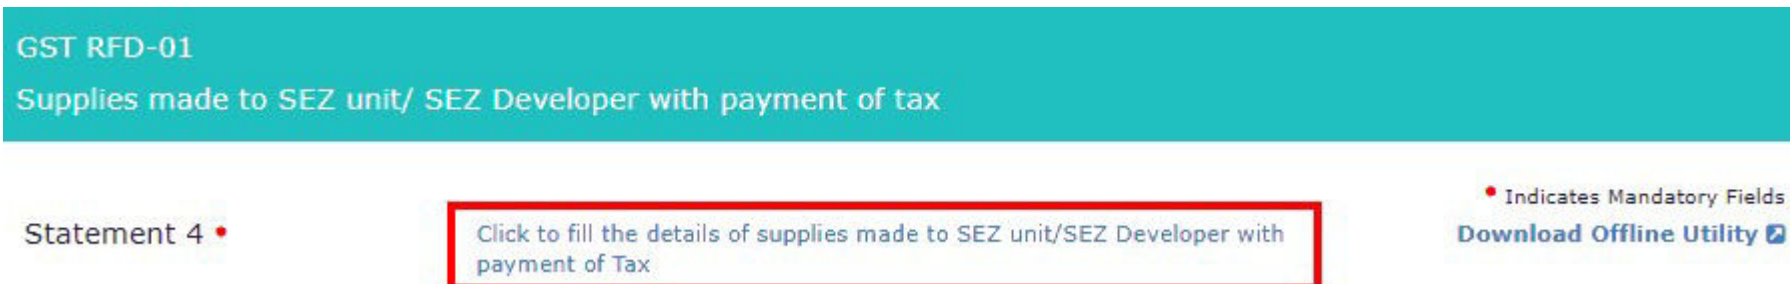 GST RFD-01
Supplies made to SEZ unit/ SEZ Developer with payment of tax
• Indicates Mandatory Fields
Statement 4 •
Click to fill the details of supplies made to SEZ unit/SEZ Developer with
payment of Tax
Download Offline Utility